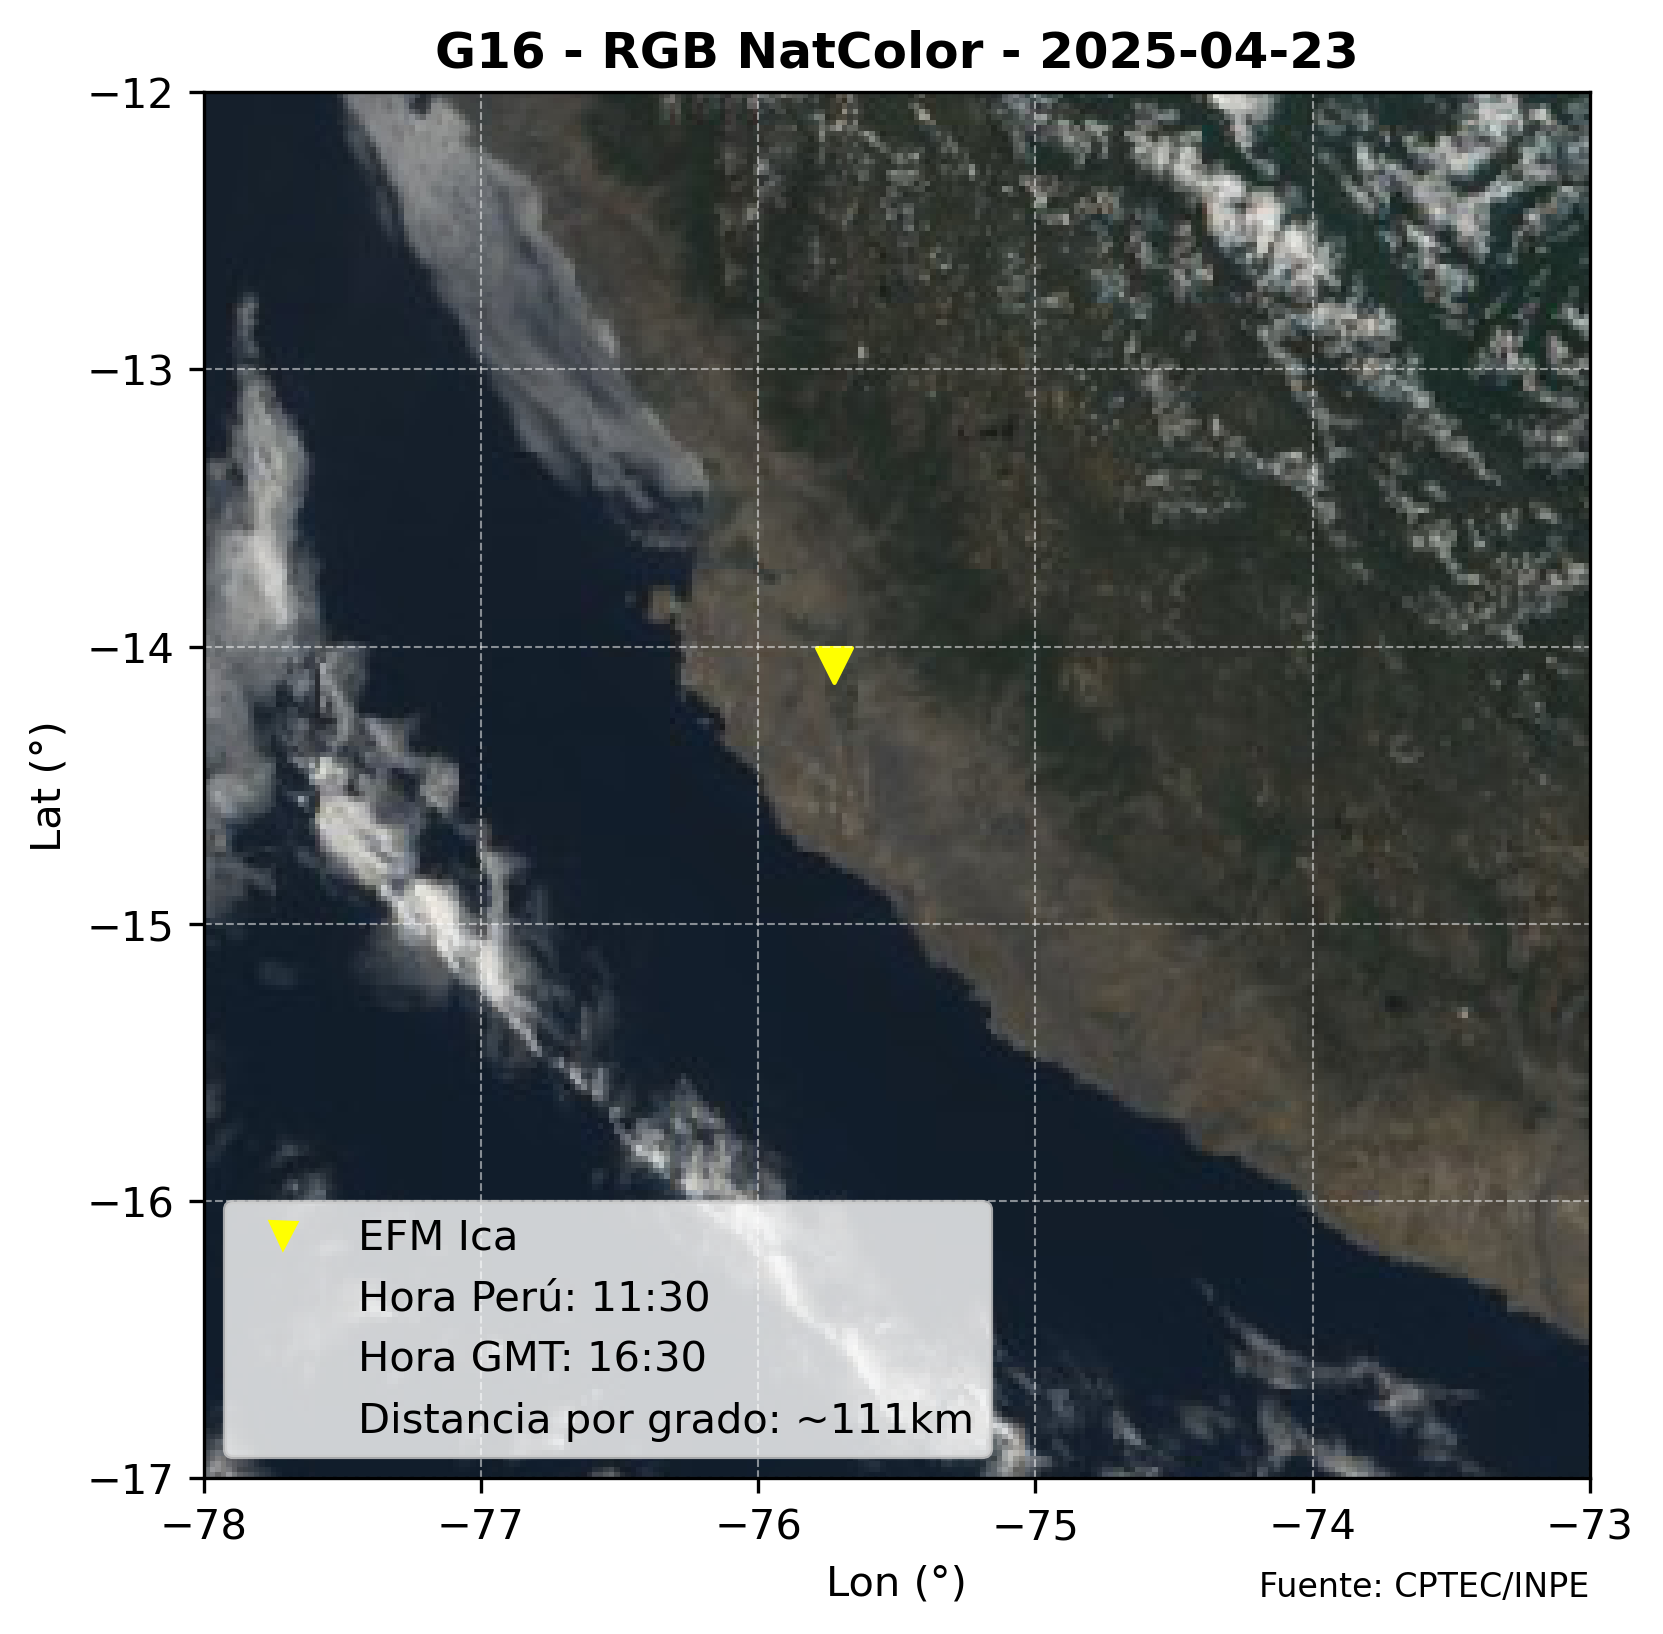 G16 - RGB NatColor - 2025-04-23
−12
−13
−14
−15
−16
−17
Lat (°)
EFM Ica
Hora Perú: 11:30
Hora GMT: 16:30
Distancia por grado: ~111km
−78
−77
−76
−75
−74
−73
Lon (°)
Fuente: CPTEC/INPE